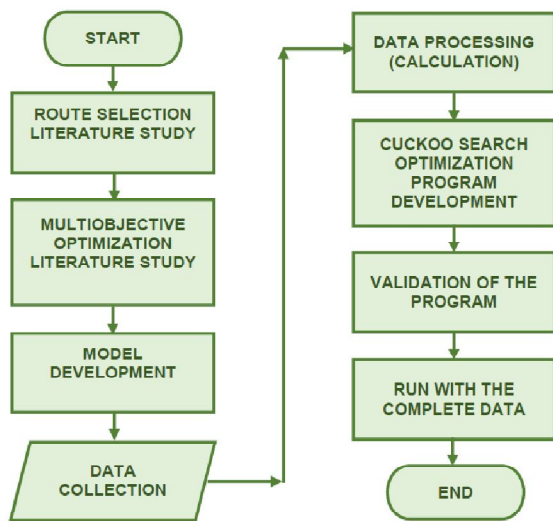 START
ROUTE SELECTION
LITERATURE STUDY
MULTIOBJECTIVE
OPTIMIZATION
LITERATURE STUDY
MODEL
DEVELOPMENT
DATA
COLLECTION
DATA PROCESSING
(CALCULATION)
CUCKOO SEARCH
OPTIMIZATION
PROGRAM
DEVELOPMENT
VALIDATION OF THE
PROGRAM
RUN WITH THE
COMPLETE DATA
END